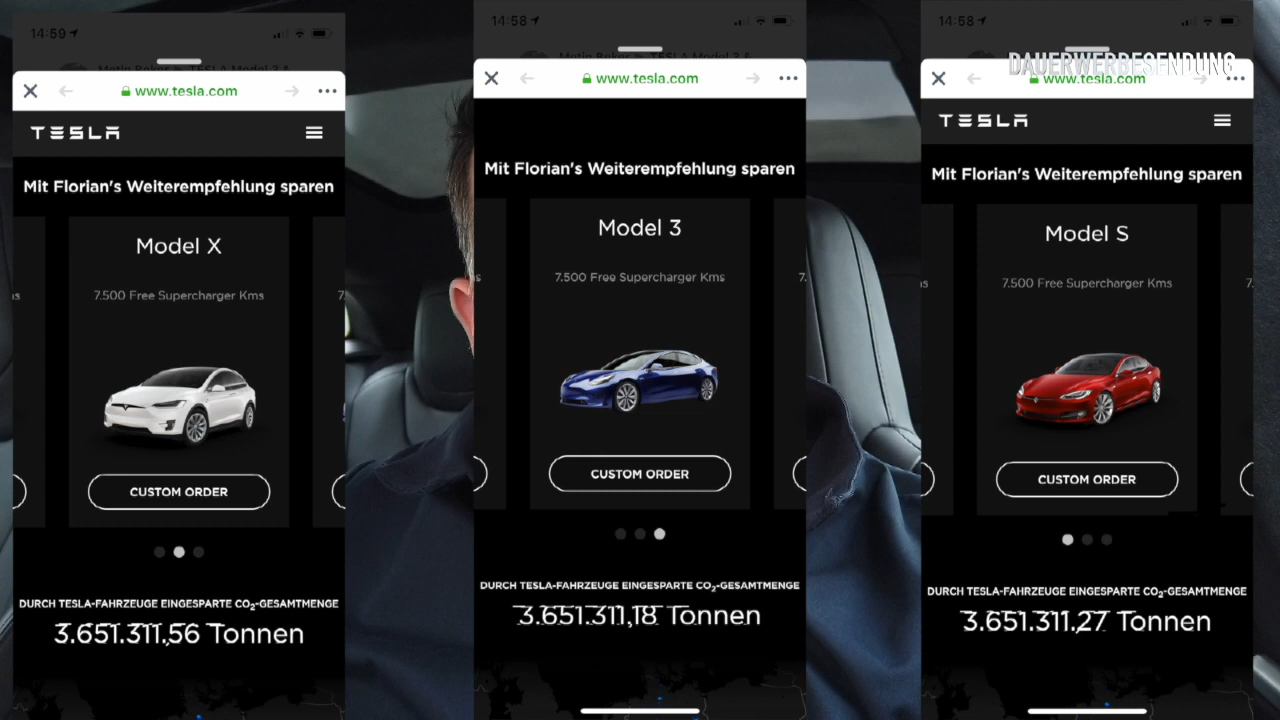 14:59
www.tesla.com
TESLA
Mit Florian's Weiterempfehlung sparen
Model X
7.500 Free Supercharger Kms
CUSTOM ORDER
DURCH TESLA-FAHRZEUGE EINGESPARTE CO₂-GESAMTMENGE
3.651.311,56 Tonnen
14:58
www.tesla.com
Mit Florian's Weiterempfehlung sparen
Model 3
7.500 Free Supercharger Kms
CUSTOM ORDER
DURCH TESLA-FAHRZEUGE EINGESPARTE CO₂-GESAMTMENGE
3.651.311,18 Tonnen
14:58
DAUERWERBESENDUNG
www.tesla.com
TESLA
Mit Florian's Weiterempfehlung sparen
Model S
7.500 Free Supercharger Kms
CUSTOM ORDER
DURCH TESLA-FAHRZEUGE EINGESPARTE CO₂-GESAMTMENGE
3.651.311,27 Tonnen